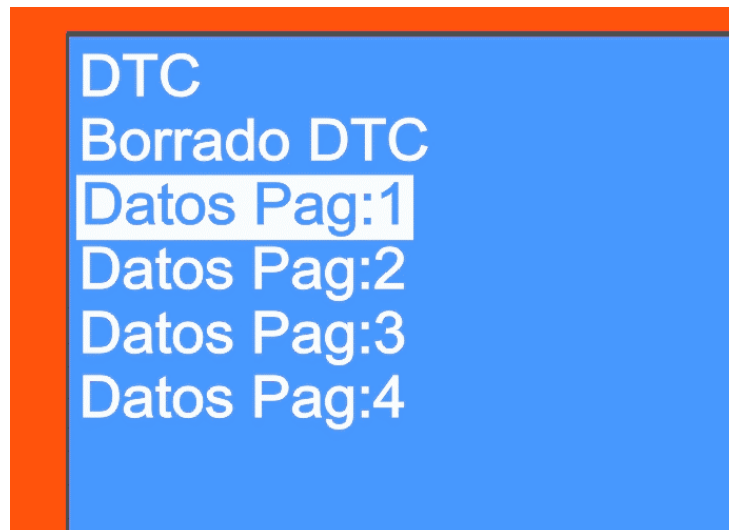 DTC
Borrado DTC
Datos Pag:1
Datos Pag:2
Datos Pag:3
Datos Pag:4